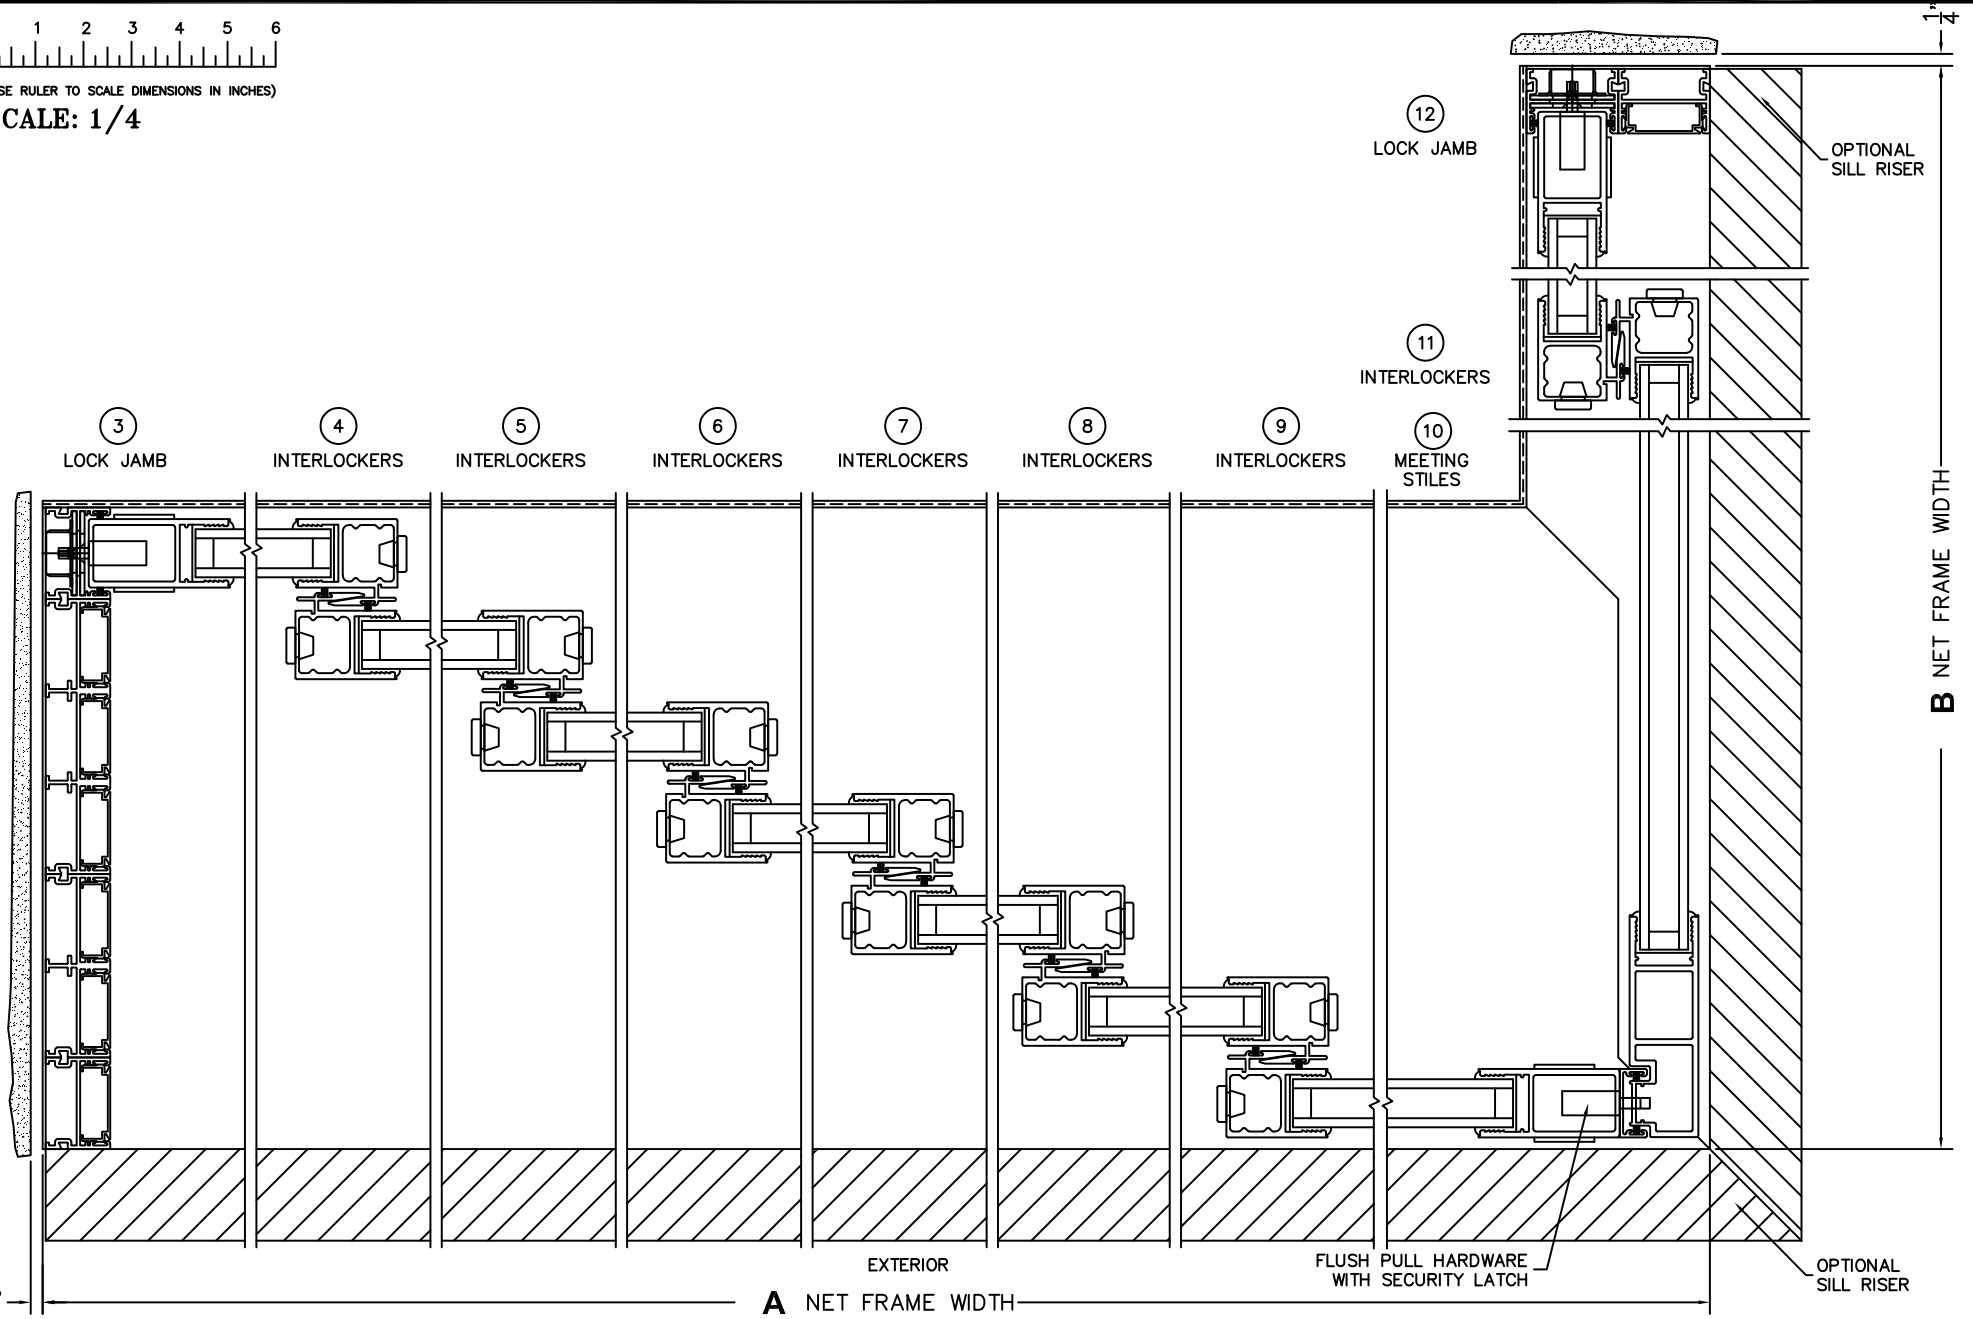 1 2 3 4 5 6
SE RULER TO SCALE DIMENSIONS IN INCHES)
CALE: 1/4
1"
4
12
LOCK JAMB
OPTIONAL
SILL RISER
11
INTERLOCKERS
3
LOCK JAMB
4
INTERLOCKERS
5
INTERLOCKERS
6
INTERLOCKERS
7
INTERLOCKERS
8
INTERLOCKERS
9
INTERLOCKERS
10
MEETING
STILES
B NET FRAME WIDTH
EXTERIOR
FLUSH PULL HARDWARE
WITH SECURITY LATCH
OPTIONAL
SILL RISER
A NET FRAME WIDTH